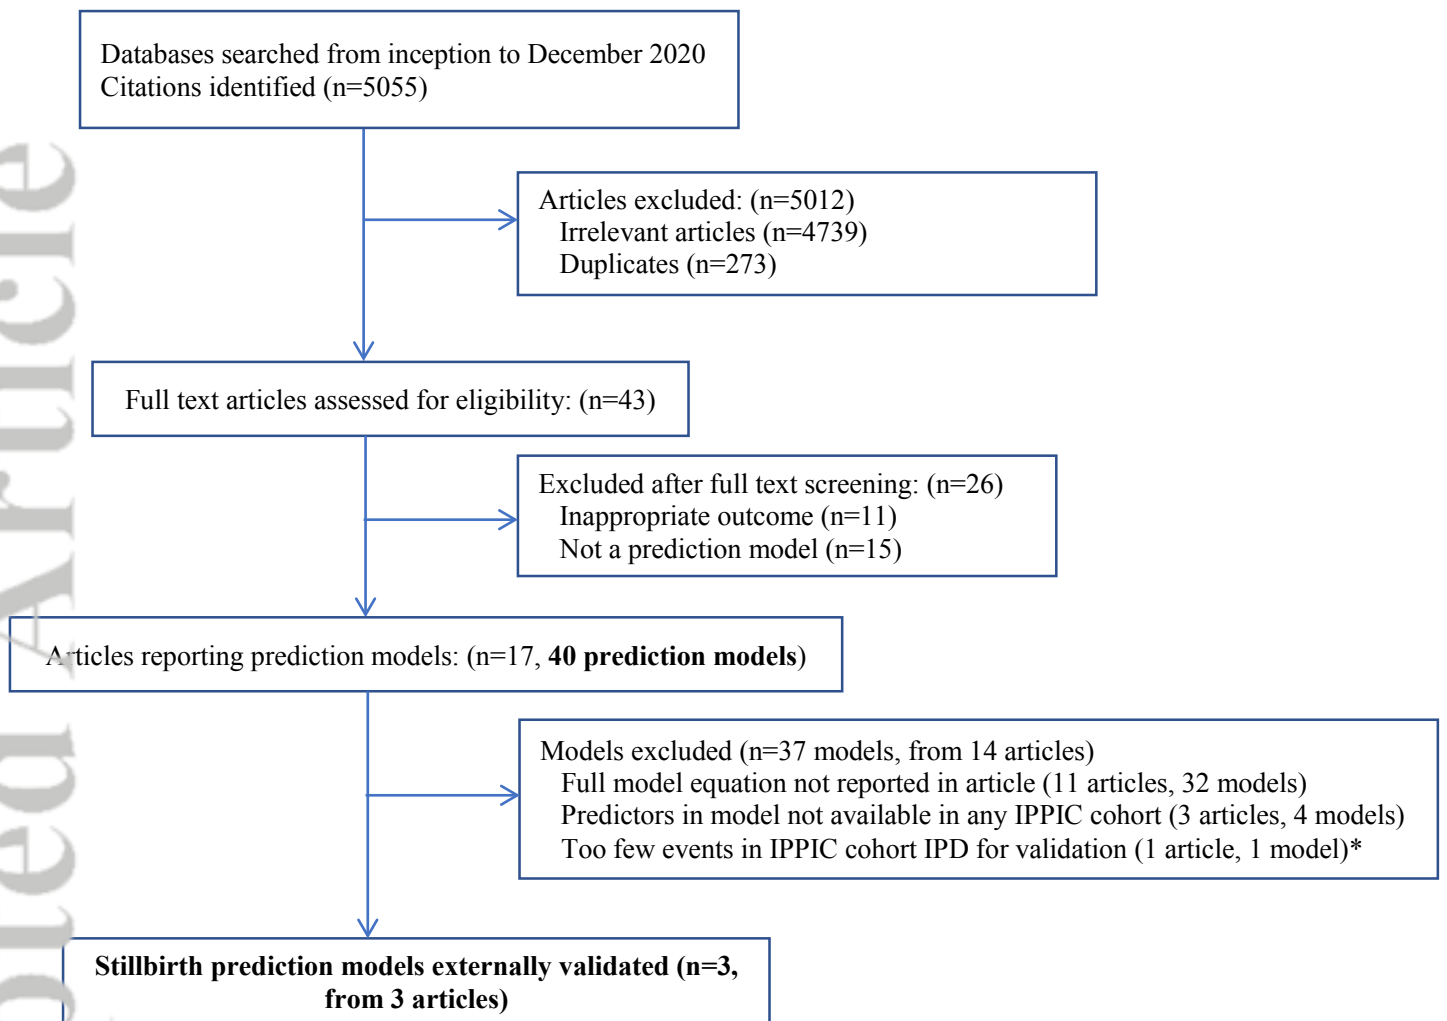 Databases searched from inception to December 2020
Citations identified (n=5055)
Articles excluded: (n=5012)
Irrelevant articles (n=4739)
Duplicates (n=273)
Full text articles assessed for eligibility: (n=43)
Excluded after full text screening: (n=26)
Inappropriate outcome (n=11)
Not a prediction model (n=15)
Articles reporting prediction models: (n=17, 40 prediction models)
Models excluded (n=37 models, from 14 articles)
Full model equation not reported in article (11 articles, 32 models)
Predictors in model not available in any IPPIC cohort (3 articles, 4 models)
Too few events in IPPIC cohort IPD for validation (1 article, 1 model)*
Stillbirth prediction models externally validated (n=3,
from 3 articles)
Article